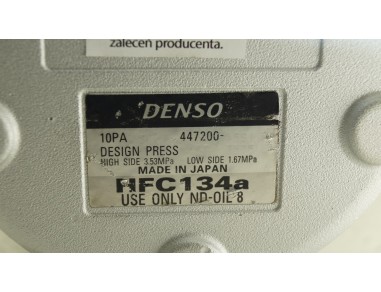 zalecen producenta.
DENSO
10PA 447200-
DESIGN PRESS
HIGH SIDE 3.53MPa LOW SIDE 1.67MPa
MADE IN JAPAN
HFC134a
USE ONLY ND-OIL 8